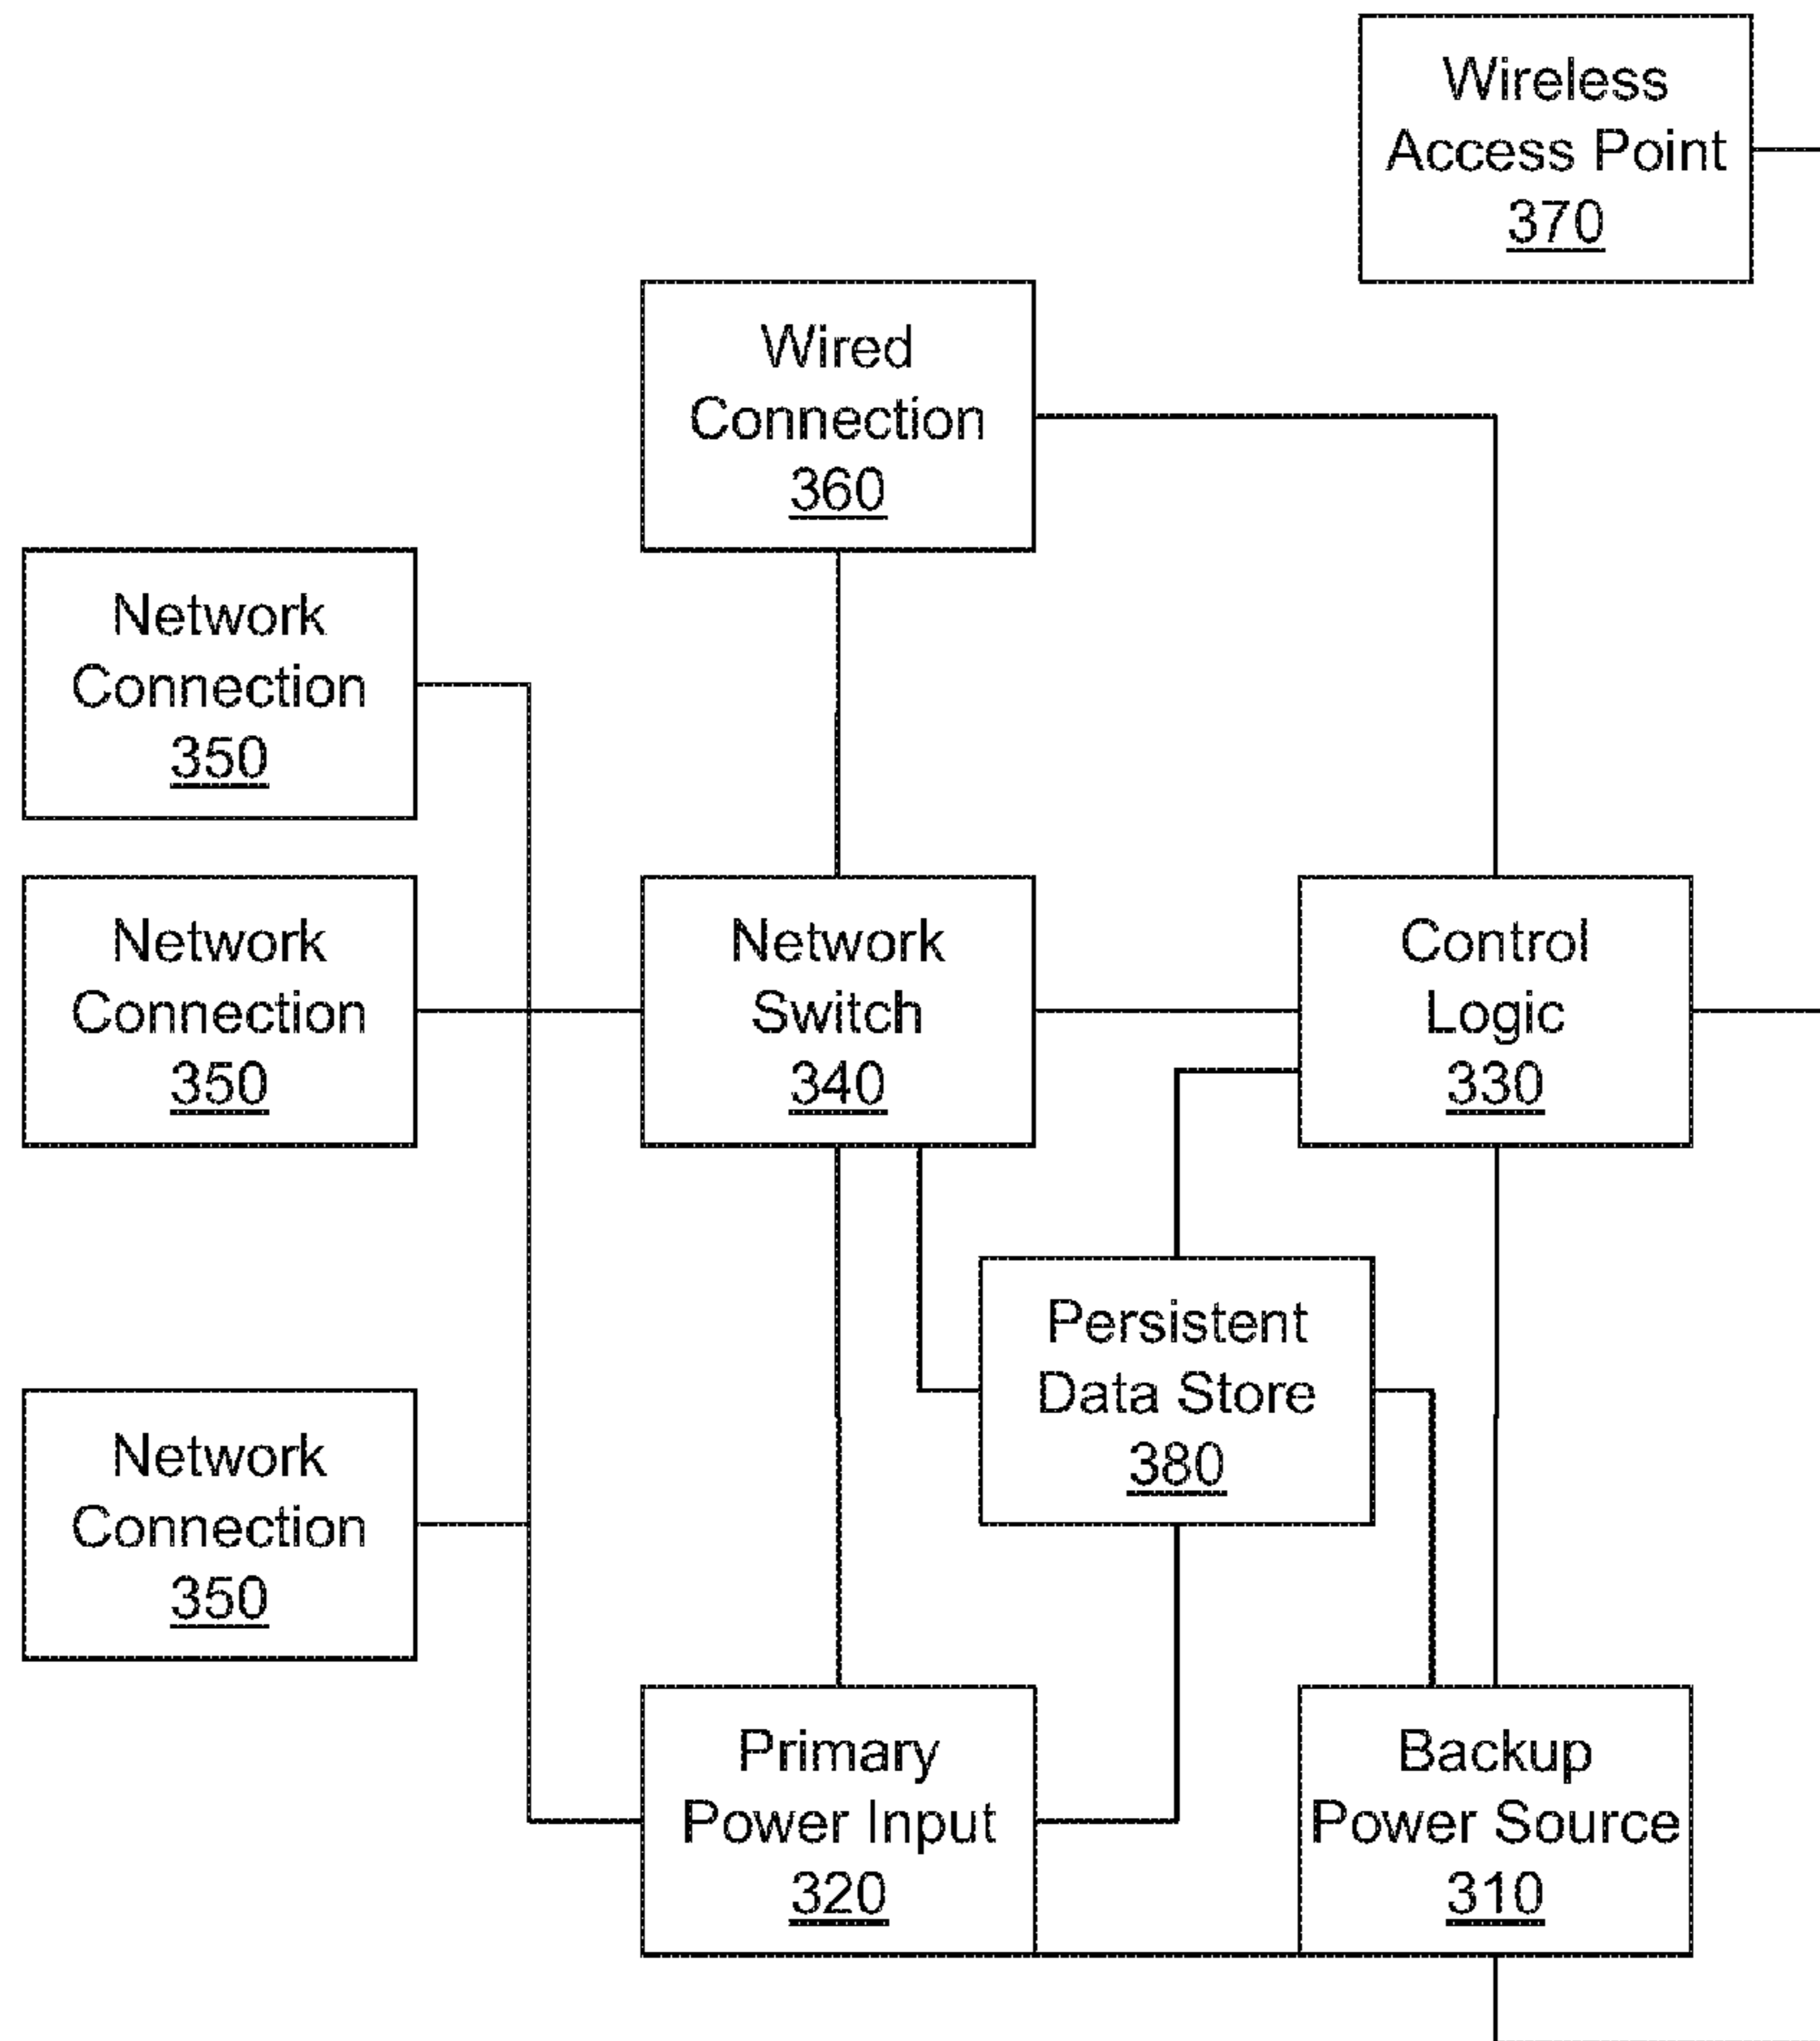 Wireless
Access Point
370
Wired
Connection
360
Network
Connection
350
Network
Connection
350
Network
Switch
340
Control
Logic
330
Persistent
Data Store
380
Network
Connection
350
Primary
Power Input
320
Backup
Power Source
310